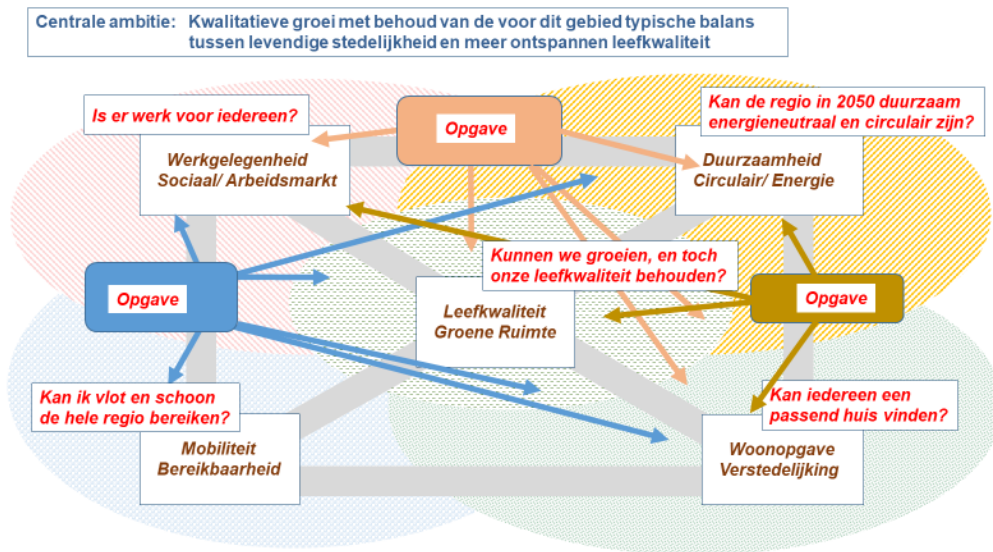 Centrale ambitie: Kwalitatieve groei met behoud van de voor dit gebied typische balans
tussen levendige stedelijkheid en meer ontspannen leefkwaliteit
Is er werk voor iedereen?
Opgave
Kan de regio in 2050 duurzaam
energieneutraal en circulair zijn?
Werkgelegenheid
Sociaal/ Arbeidsmarkt
Duurzaamheid
Circulair/ Energie
Kunnen we groeien, en toch
onze leefkwaliteit behouden?
Opgave
Opgave
Leefkwaliteit
Groene Ruimte
Kan ik vlot en schoon
de hele regio bereiken?
Kan iedereen een
passend huis vinden?
Mobiliteit
Bereikbaarheid
Woonopgave
Verstedelijking